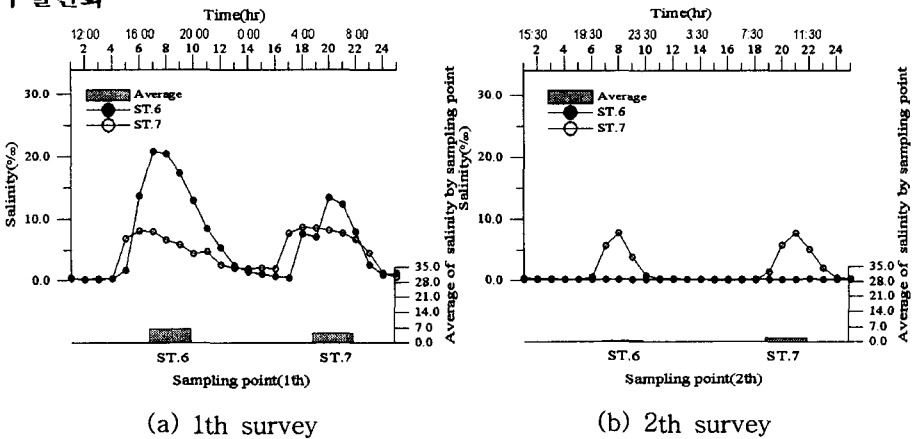 Time(hr)
12:00 16 00 20 00 0 00 4 00 8 00
2 4 6 8 10 12 14 16 18 20 22 24
30.0
20.0
10.0
0.0
Salinity(°/∞)
Average
ST.6
ST.7
35.0
28.0
21.0
14.0
7.0
0.0
Average of salinity by sampling point
ST.6 ST.7
Sampling point(1th)
(a) 1th survey
Time(hr)
15:30 19:30 23:30 3:30 7:30 11:30
2 4 6 8 10 12 14 16 18 20 22 24
30.0
20.0
10.0
0.0
Salinity(°/∞)
Average
ST.6
ST.7
35.0
28.0
21.0
14.0
7.0
0.0
Average of salinity by sampling point
ST.6 ST.7
Sampling point(2th)
(b) 2th survey